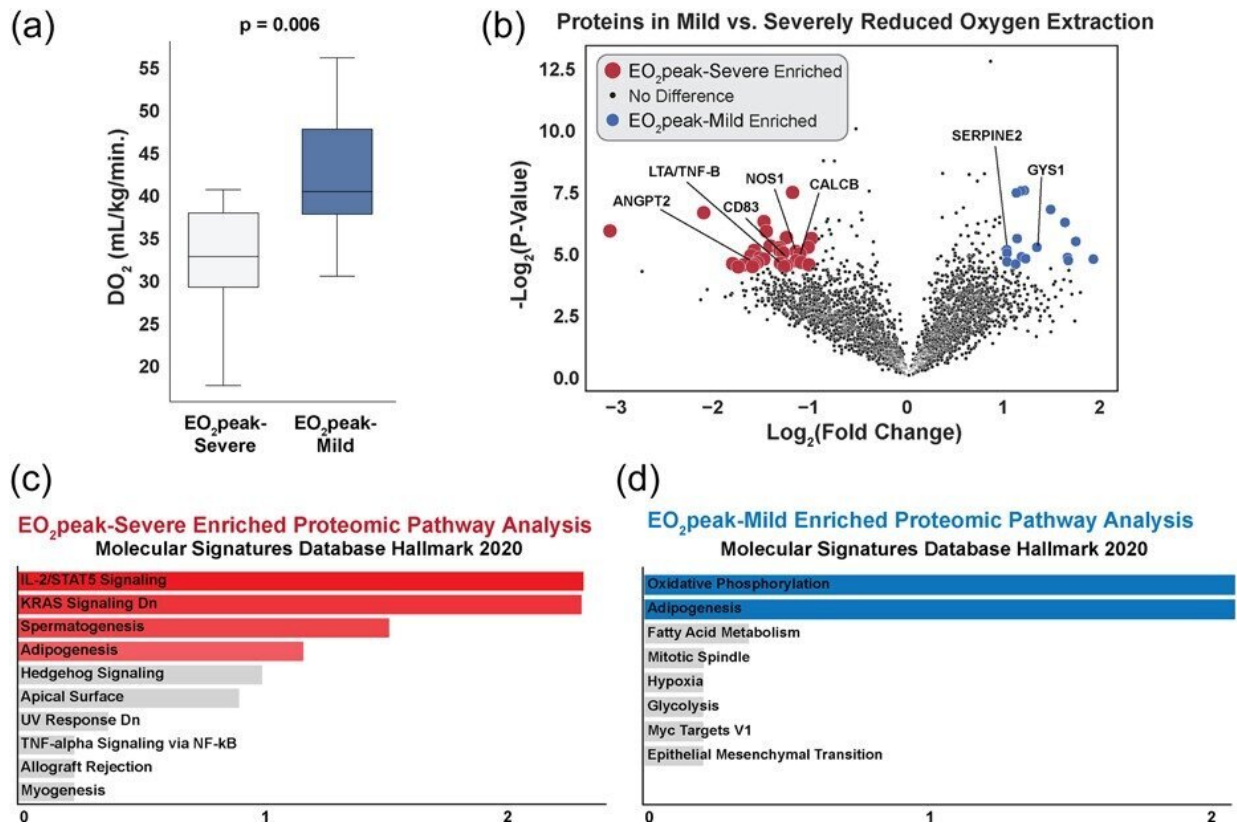 (a)
p = 0.006
DO₂ (mL/kg/min.)
55
50
45
40
35
30
25
20
EO₂peak-
Severe
EO₂peak-
Mild
(b)
Proteins in Mild vs. Severely Reduced Oxygen Extraction
EO₂peak-Severe Enriched
No Difference
EO₂peak-Mild Enriched
-Log₂(P-Value)
12.5
10.0
7.5
5.0
2.5
0.0
SERPINE2
GYS1
LTA/TNF-B
NOS1
CALCB
ANGPT2
CD83
−3
−2
−1
0
1
2
Log₂(Fold Change)
(c)
EO₂peak-Severe Enriched Proteomic Pathway Analysis
Molecular Signatures Database Hallmark 2020
IL-2/STAT5 Signaling
KRAS Signaling Dn
Spermatogenesis
Adipogenesis
Hedgehog Signaling
Apical Surface
UV Response Dn
TNF-alpha Signaling via NF-kB
Allograft Rejection
Myogenesis
0
1
2
(d)
EO₂peak-Mild Enriched Proteomic Pathway Analysis
Molecular Signatures Database Hallmark 2020
Oxidative Phosphorylation
Adipogenesis
Fatty Acid Metabolism
Mitotic Spindle
Hypoxia
Glycolysis
Myc Targets V1
Epithelial Mesenchymal Transition
0
1
2